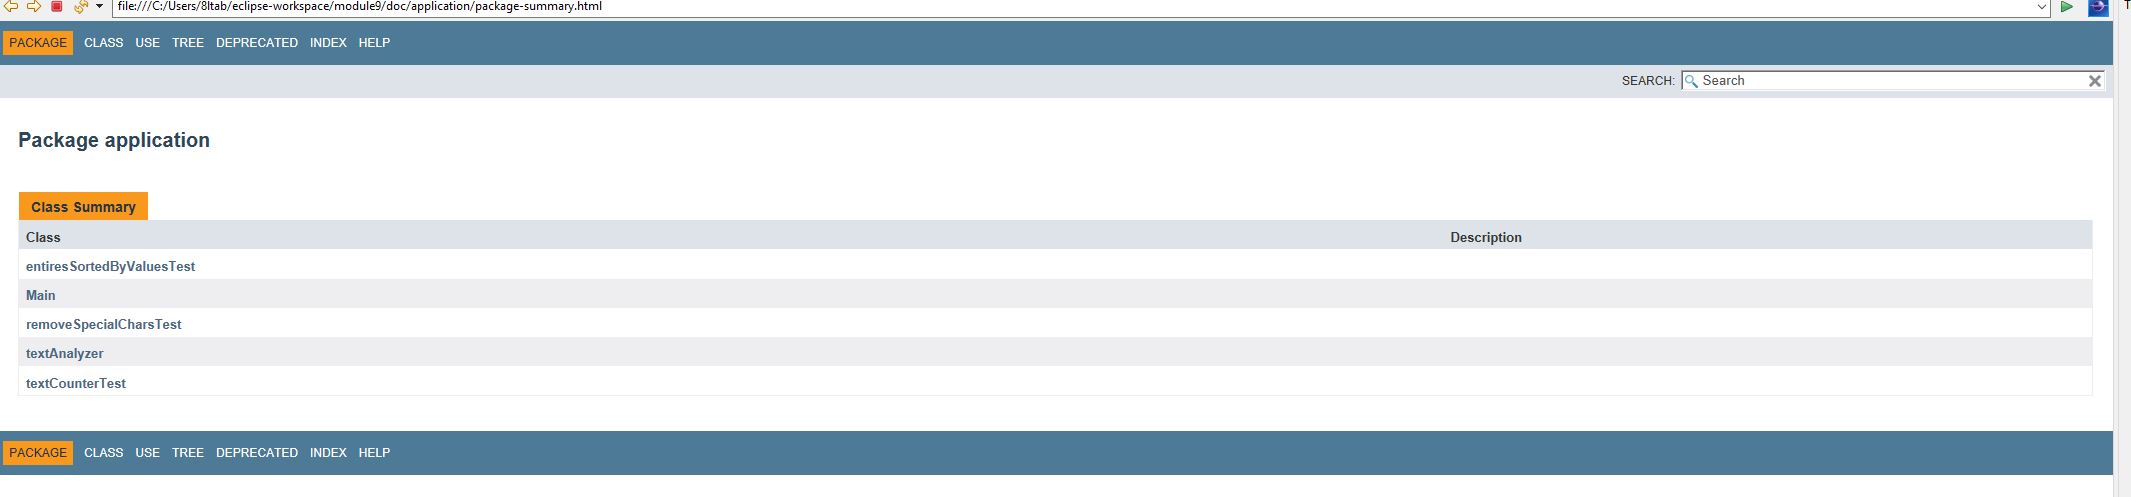 file:///C:/Users/8ltab/eclipse-workspace/module9/doc/application/package-summary.html
T
PACKAGE CLASS USE TREE DEPRECATED INDEX HELP
SEARCH: Search
Package application
Class Summary
Class Description
entiresSortedByValuesTest
Main
removeSpecialCharsTest
textAnalyzer
textCounterTest
PACKAGE CLASS USE TREE DEPRECATED INDEX HELP